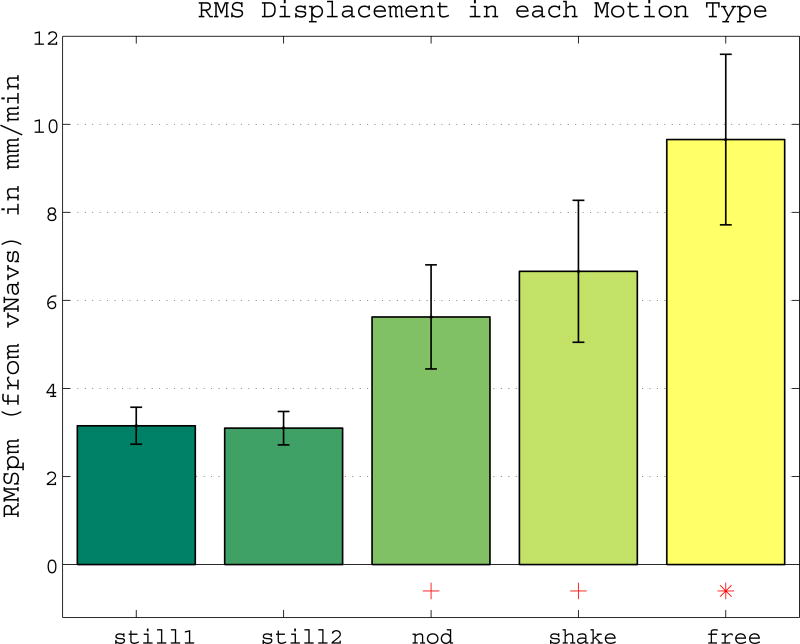 RMS Displacement in each Motion Type
RMSpm (from vNavs) in mm/min
12
10
8
6
4
2
0
+ + *
still1 still2 nod shake free